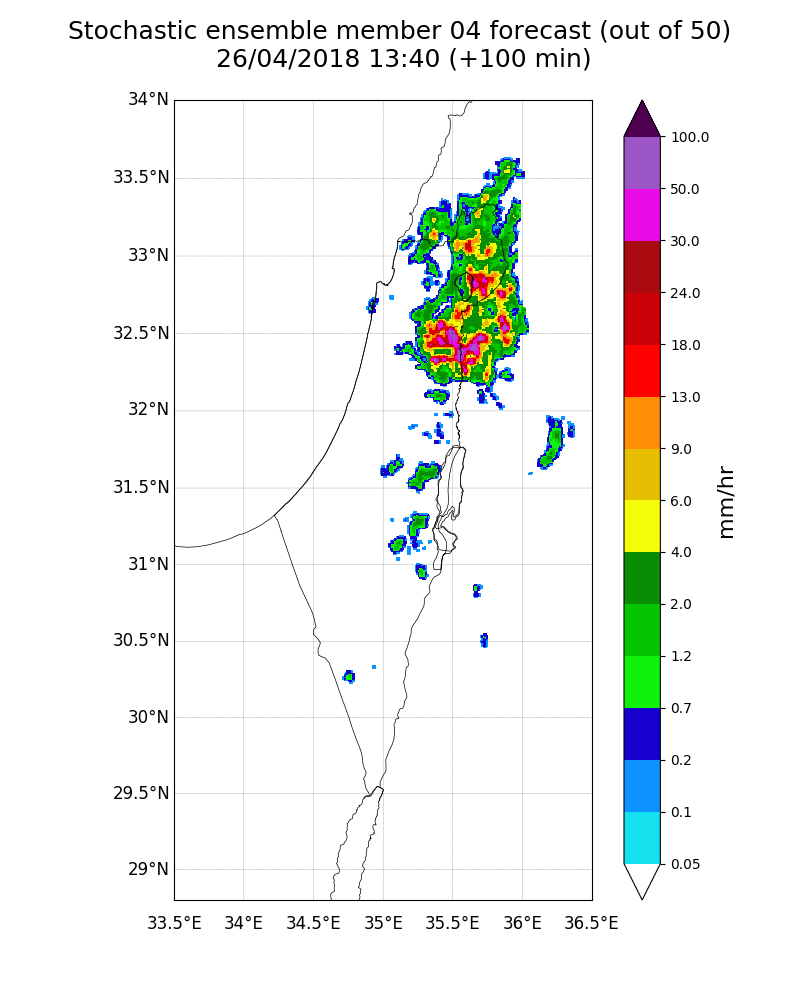 Stochastic ensemble member 04 forecast (out of 50)
26/04/2018 13:40 (+100 min)
34°N
33.5°N
33°N
32.5°N
32°N
31.5°N
31°N
30.5°N
30°N
29.5°N
29°N
33.5°E
34°E
34.5°E
35°E
35.5°E
36°E
36.5°E
100.0
50.0
30.0
24.0
18.0
13.0
9.0
6.0
4.0
2.0
1.2
0.7
0.2
0.1
0.05
mm/hr